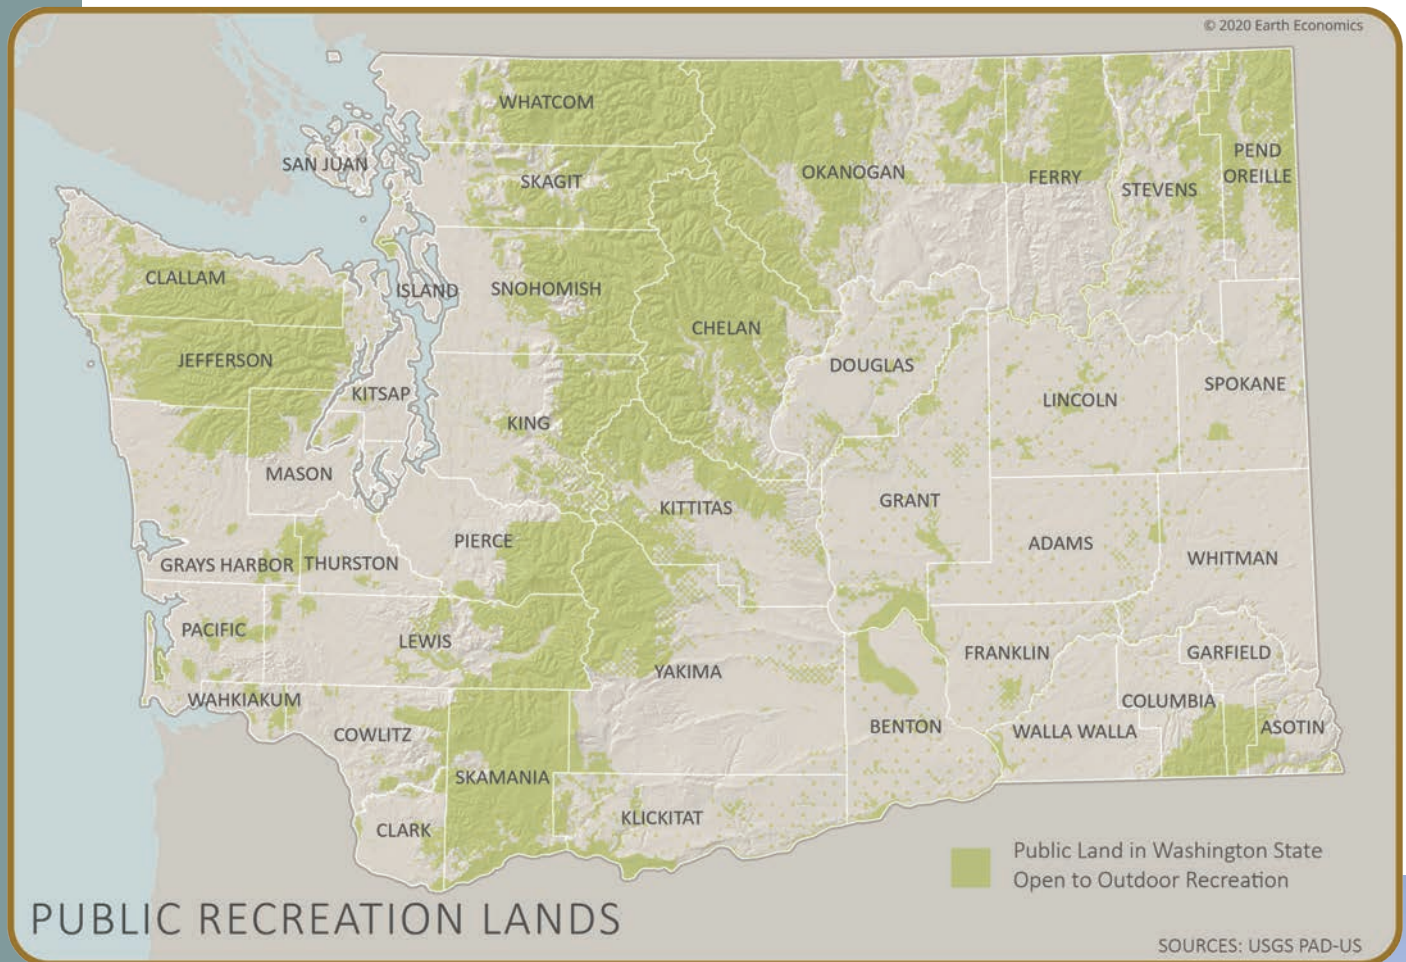 © 2020 Earth Economics
WHATCOM
SAN JUAN
SKAGIT
OKANOGAN
FERRY
STEVENS
PEND
OREILLE
CLALLAM
ISLAND
SNOHOMISH
CHELAN
JEFFERSON
KITSAP
DOUGLAS
LINCOLN
SPOKANE
KING
MASON
KITTITAS
GRANT
GRAYS HARBOR
THURSTON
PIERCE
ADAMS
WHITMAN
PACIFIC
LEWIS
YAKIMA
FRANKLIN
GARFIELD
WAHKIAKUM
COWLITZ
BENTON
WALLA WALLA
COLUMBIA
ASOTIN
SKAMANIA
CLARK
KLICKITAT
Public Land in Washington State
Open to Outdoor Recreation
PUBLIC RECREATION LANDS
SOURCES: USGS PAD-US